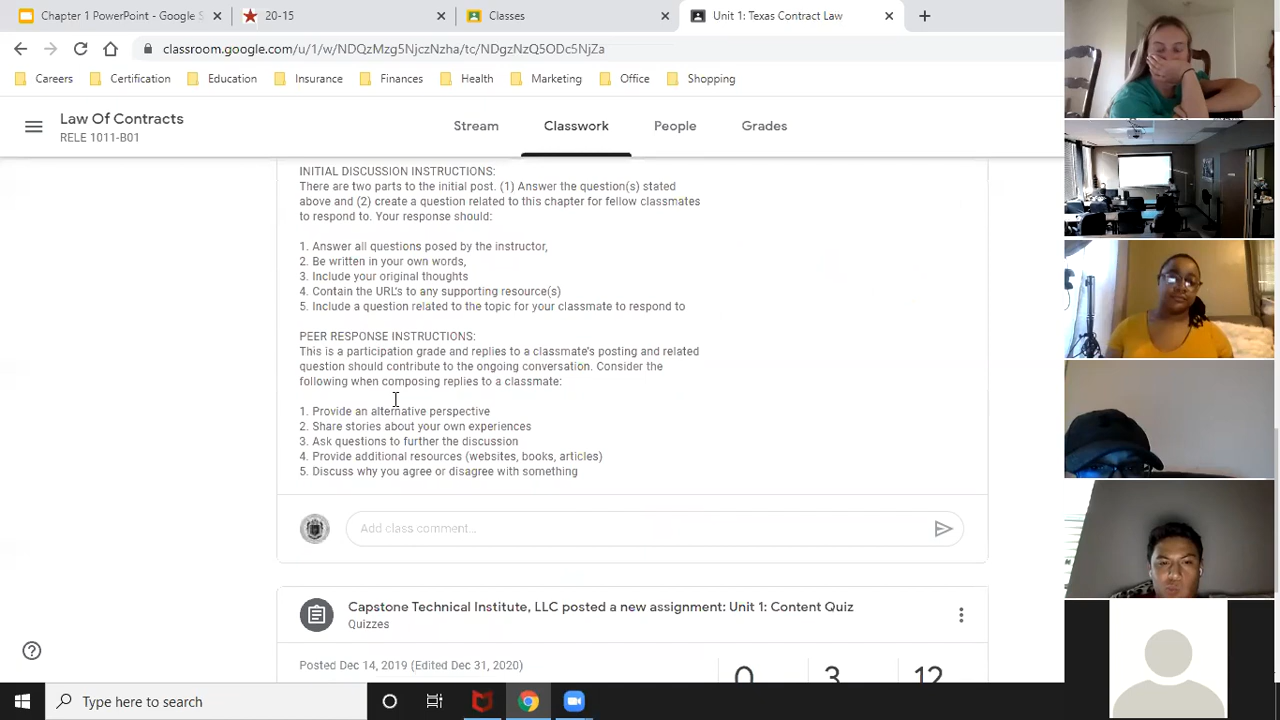 Chapter 1 PowerPoint - Google S
20-15
Classes
Unit 1: Texas Contract Law
classroom.google.com/u/1/w/NDQzMzg5NjczNzha/tc/NDgzNzQ5ODc5NjZa
Careers Certification Education Insurance Finances Health Marketing Office Shopping
Law Of Contracts
RELE 1011-B01
Stream Classwork People Grades
INITIAL DISCUSSION INSTRUCTIONS:
There are two parts to the initial post. (1) Answer the question(s) stated
above and (2) create a question related to this chapter for fellow classmates
to respond to. Your response should:
1. Answer all questions posed by the instructor,
2. Be written in your own words,
3. Include your original thoughts
4. Contain the URLs to any supporting resource(s)
5. Include a question related to the topic for your classmate to respond to
PEER RESPONSE INSTRUCTIONS:
This is a participation grade and replies to a classmate's posting and related
question should contribute to the ongoing conversation. Consider the
following when composing replies to a classmate:
1. Provide an alternative perspective
2. Share stories about your own experiences
3. Ask questions to further the discussion
4. Provide additional resources (websites, books, articles)
5. Discuss why you agree or disagree with something
Add class comment...
Capstone Technical Institute, LLC posted a new assignment: Unit 1: Content Quiz
Quizzes
Posted Dec 14, 2019 (Edited Dec 31, 2020)
0 3 12
Type here to search